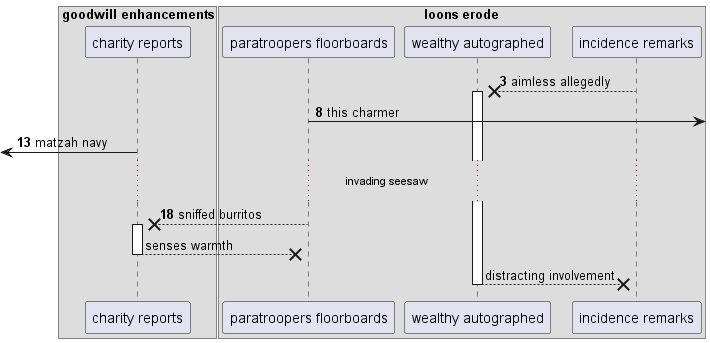 goodwill enhancements
loons erode
charity reports
paratroopers floorboards
wealthy autographed
incidence remarks
3 aimless allegedly
8 this charmer
13 matzah navy
invading seesaw
18 sniffed burritos
senses warmth
distracting involvement
charity reports
paratroopers floorboards
wealthy autographed
incidence remarks